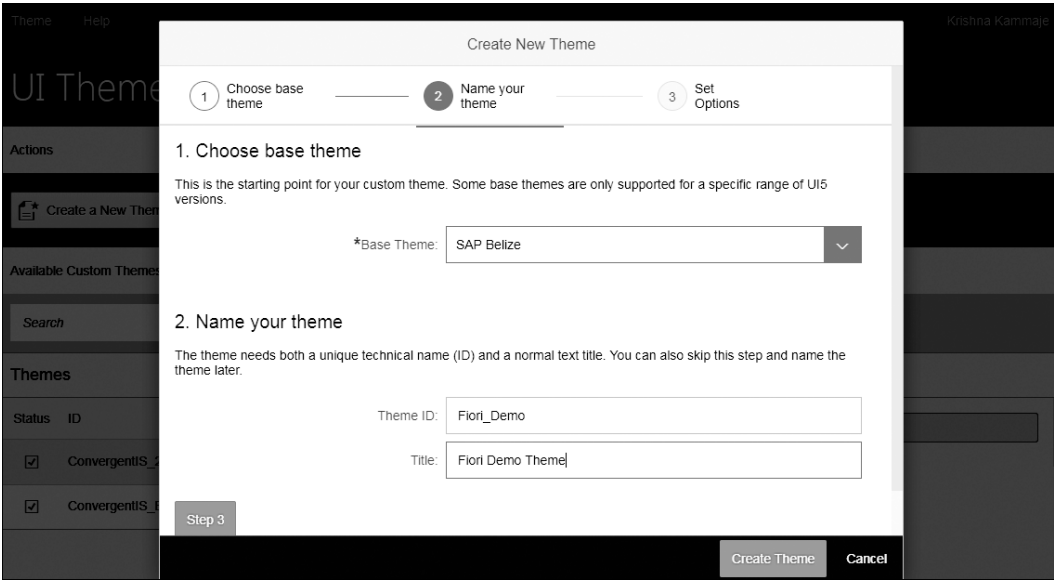 Theme Help Krishna Kammaje
UI Theme
Actions
Create a New Them
Available Custom Themes
Search
Themes
Status ID
ConvergentIS_2
ConvergentIS_
Create New Theme
1 Choose base
theme
2 Name your
theme
3 Set
Options
1. Choose base theme
This is the starting point for your custom theme. Some base themes are only supported for a specific range of UI5
versions.
*Base Theme: SAP Belize
2. Name your theme
The theme needs both a unique technical name (ID) and a normal text title. You can also skip this step and name the
theme later.
Theme ID: Fiori_Demo
Title: Fiori Demo Theme
Step 3
Create Theme Cancel